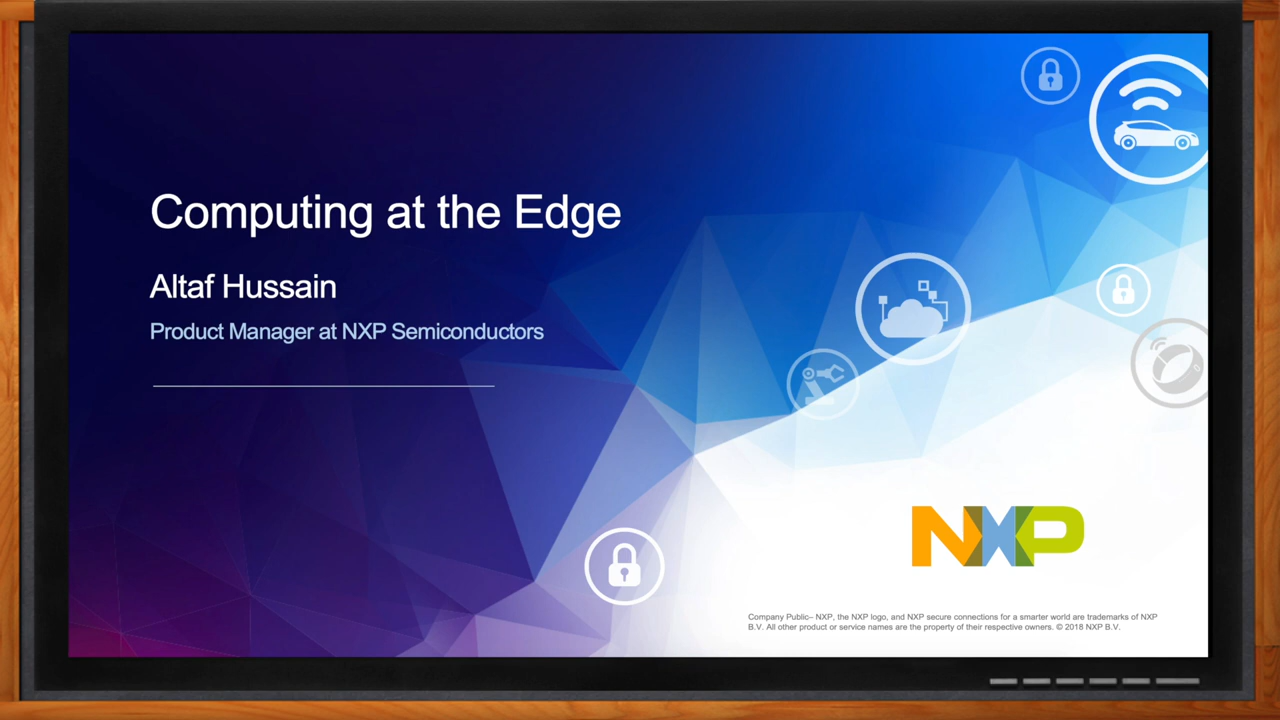 Computing at the Edge
Altaf Hussain
Product Manager at NXP Semiconductors
NXP
Company Public– NXP, the NXP logo, and NXP secure connections for a smarter world are trademarks of NXP
B.V. All other product or service names are the property of their respective owners. © 2018 NXP B.V.